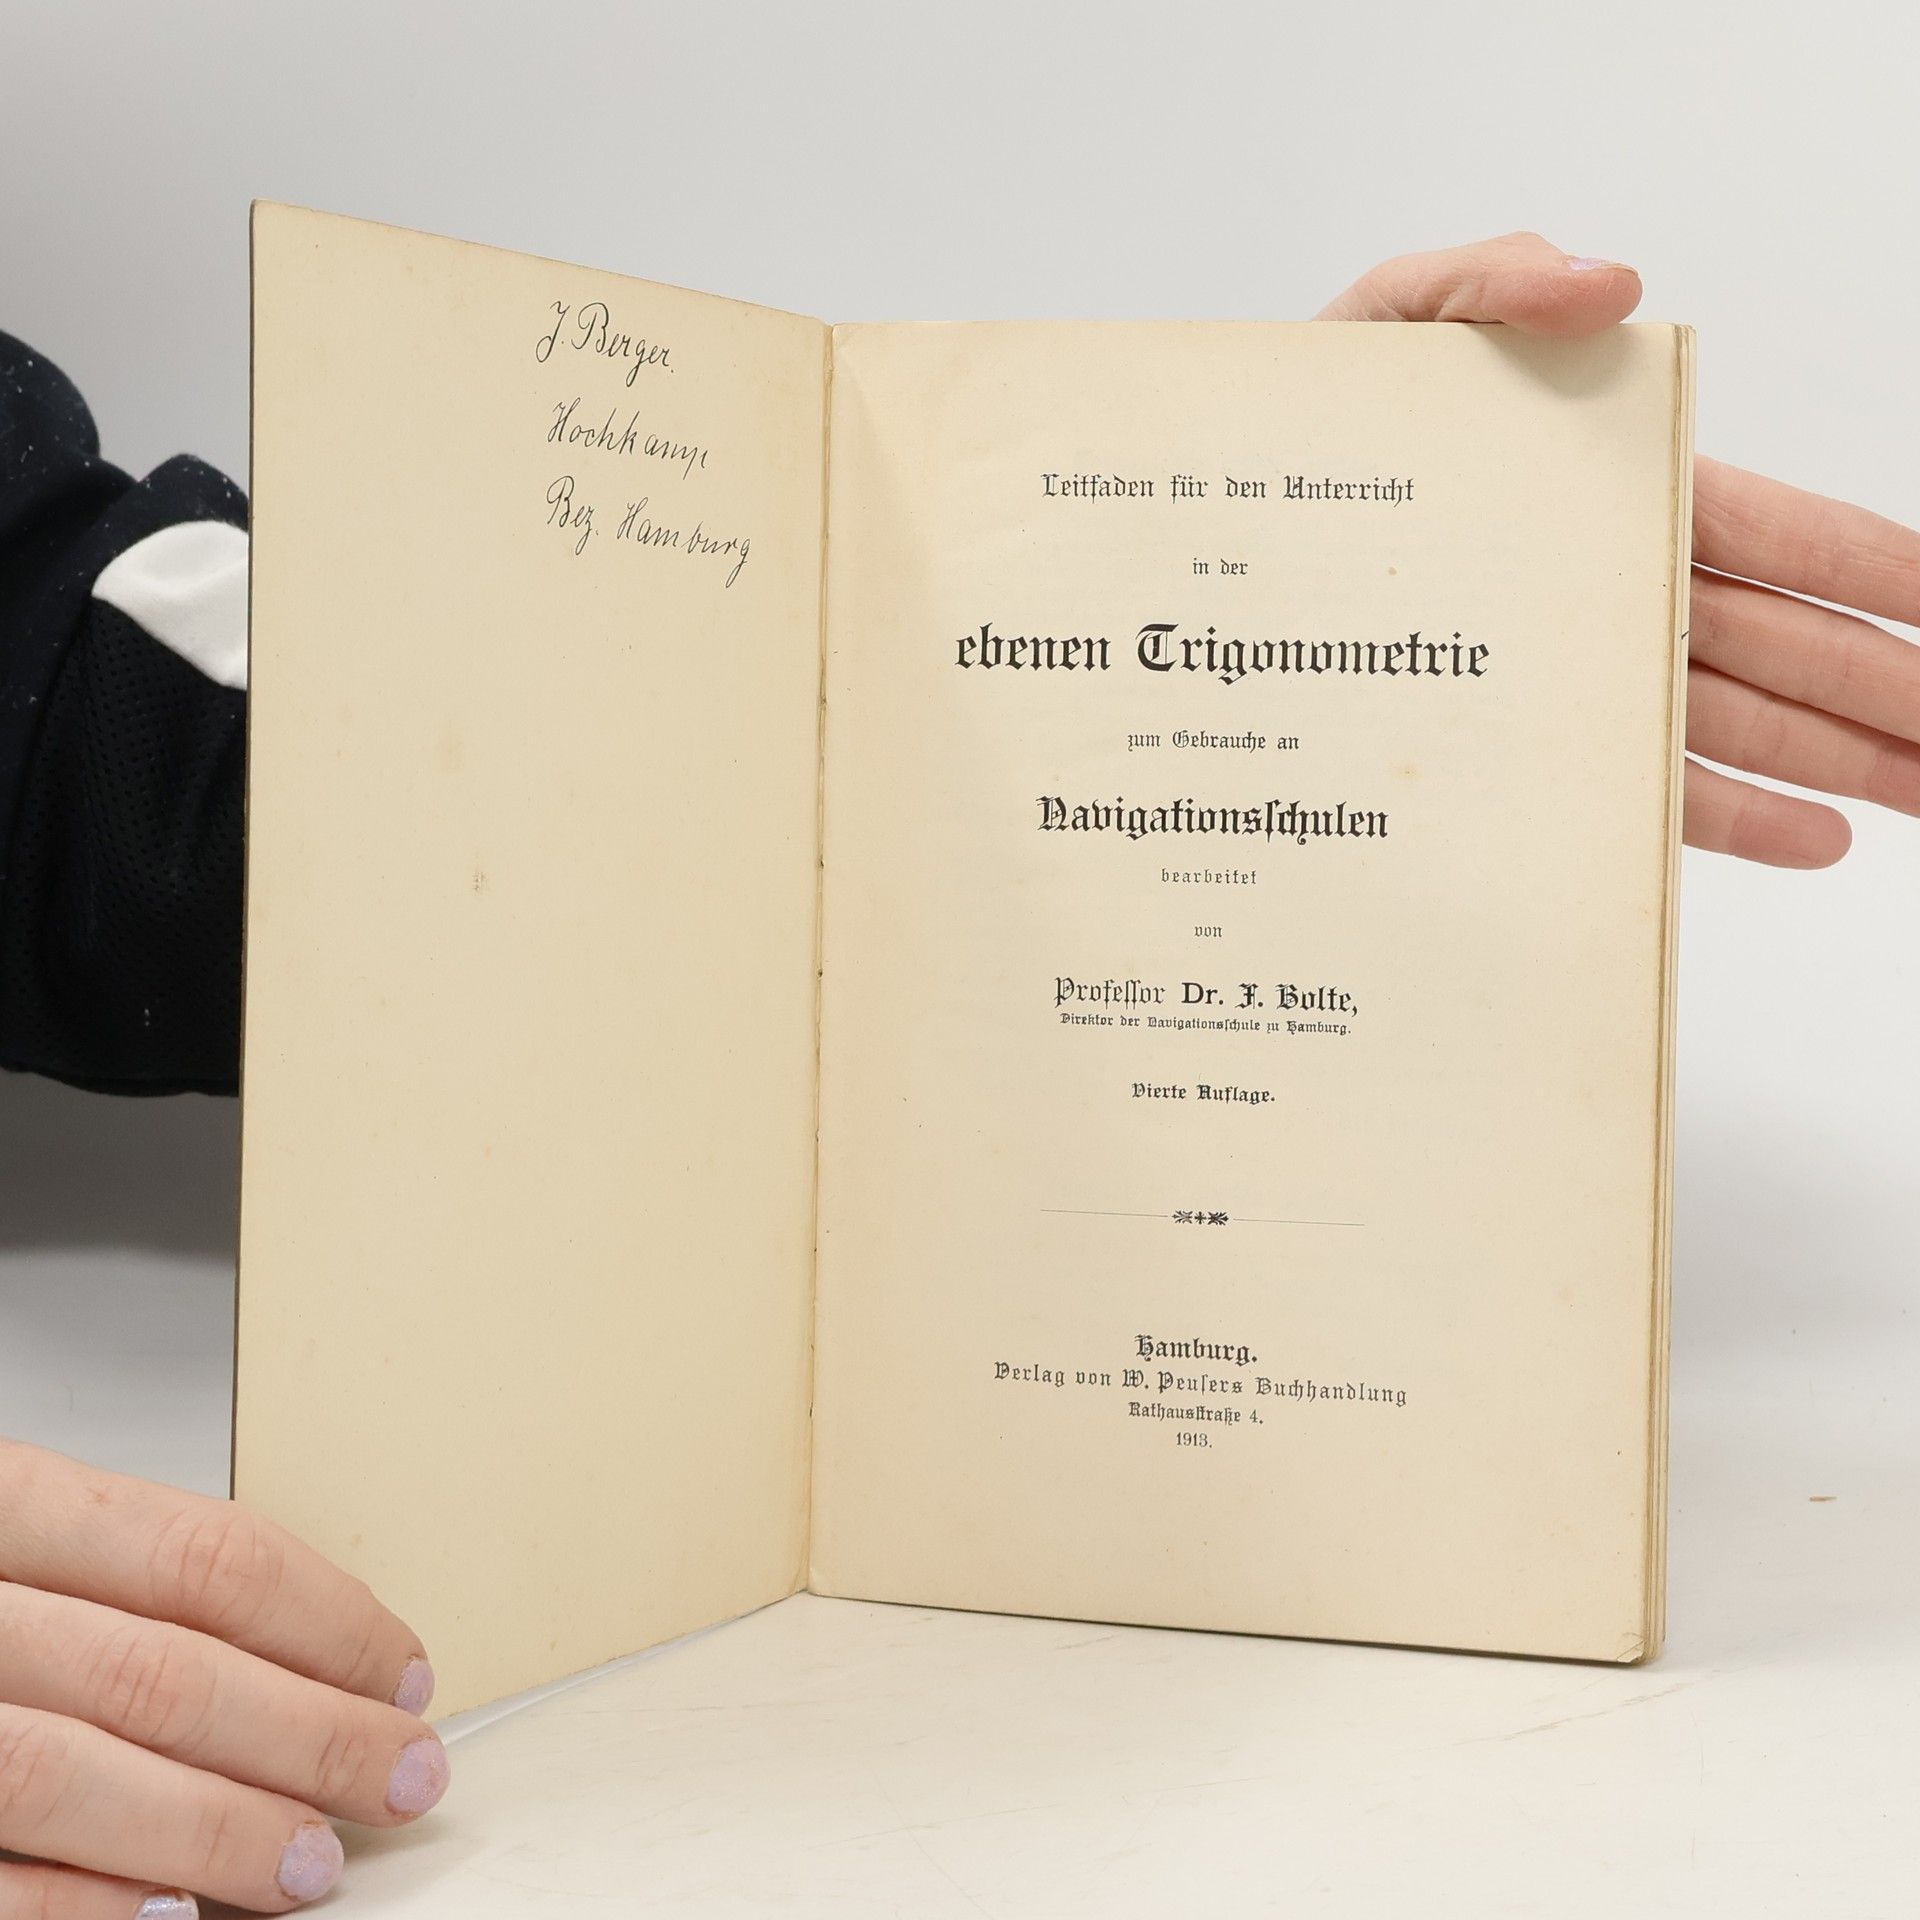 J. Berger.
Hochkamp
Bez. Hamburg
Leitfaden für den Unterricht
in der
ebenen Trigonometrie
zum Gebrauche an
Navigationsſchulen
bearbeitet
von
Profeſſor Dr. F. Bolte,
Direktor der Navigationsſchule zu Hamburg.
Vierte Auflage.
Hamburg.
Verlag von W. Peuſers Buchhandlung
Rathausſtraße 4.
1913.